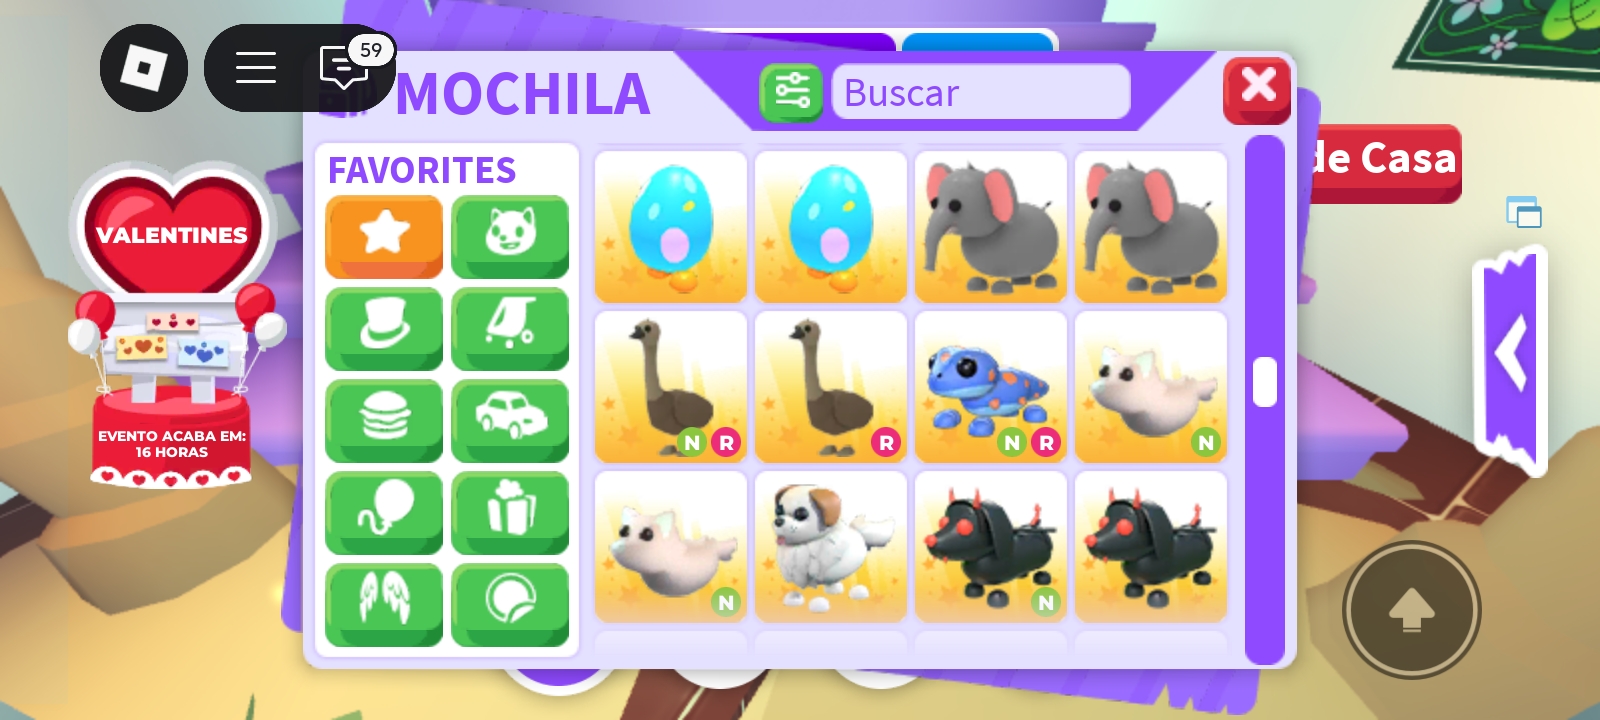 59
MOCHILA
Buscar
FAVORITES
de Casa
VALENTINES
EVENTO ACABA EM:
16 HORAS
N R
R
N R
N
N
N